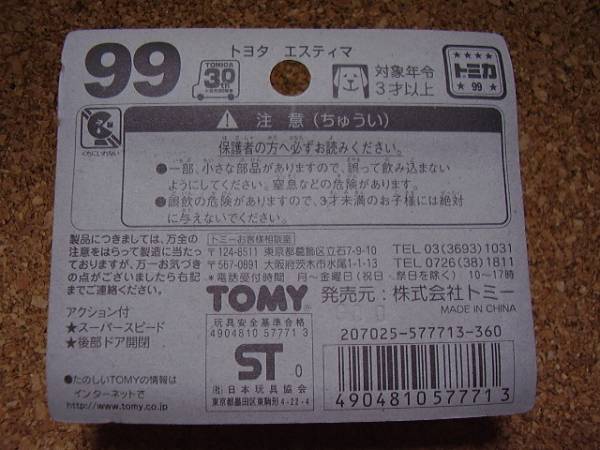 99
TOMICA
30th
トヨタ エスティマ
対象年令
3才以上
トミカ
★ 99 ★
くちにいれない
注意(ちゅうい)
保護者の方へ必ずお読みください。
●一部、小さな部品がありますので、誤って飲み込まない
ようにしてください。窒息などの危険があります。
●誤飲の危険がありますので、3才未満のお子様には絶対
に与えないでください。
製品につきましては、万全の
注意をはらって製造に当たっ
ておりますが、万一お気づき
の点がございましたら右記
までご連絡ください。
トミーお客様相談室
〒124-8511 東京都葛飾区立石7-9-10 TEL 03(3693)1031
〒567-0891 大阪府茨木市水尾1-1-13 TEL 0726(38)1811
*電話受付時間 月〜金曜日(祝日・祭日を除く) 10〜17時
アクション付
★スーパースピード
★後部ドア開閉
●たのしいTOMYの情報は
インターネットで
http://www.tomy.co.jp
TOMY®
発売元:株式会社トミー
MADE IN CHINA
玩具安全基準合格
4904810577713
ST 0
(社)日本玩具協会
東京都墨田区東駒形4-22-4
207025-577713-360
4904810577713